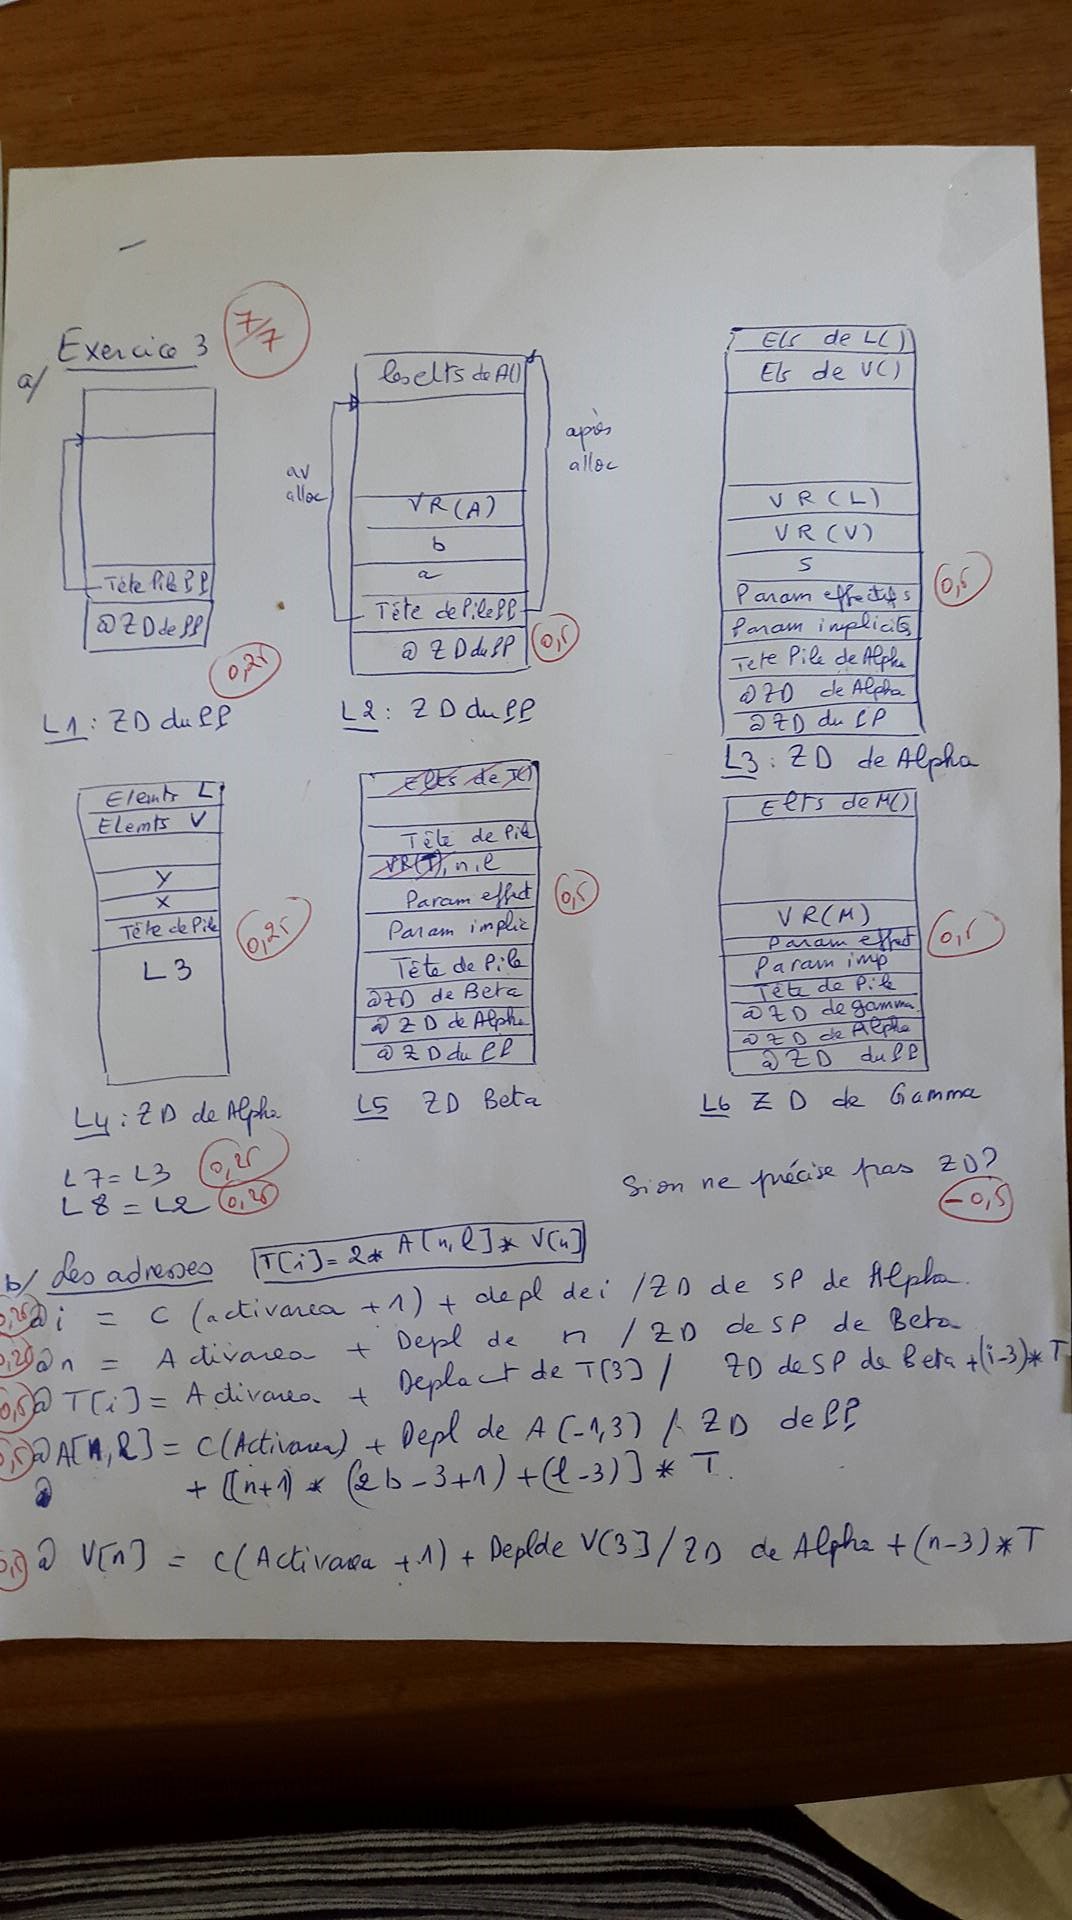 Exercice 3
7/7
a/
Tête Pile PP
@ ZD de PP
0,25
L1 : ZD du PP
les elts de A()
av alloc
après alloc
VR(A)
b
a
Tête de Pile PP
@ ZD du PP
0,5
L2 : ZD du PP
Els de L()
Els de V()
VR(L)
VR(V)
S
Param effectifs
0,5
Param implicites
Tete Pile de Alpha
@ZD de Alpha
@ZD du PP
L3 : ZD de Alpha
Elemts L
Elemts V
Y
X
Tête de Pile
0,25
L3
L4 : ZD de Alpha
Elts de T()
Tête de Pile
VR(T), n, l
Param effect
0,5
Param implic
Tête de Pile
@ZD de Beta
@ ZD de Alpha
@ ZD du PP
L5 ZD Beta
Elts de M()
VR(M)
Param effect
0,5
Param imp
Tête de Pile
@ ZD de gamma
@ ZD de Alpha
@ ZD du PP
L6 ZD de Gamma
L7 = L3 0,25
L8 = L2 0,25
Si on ne précise pas ZD?
-0,5
b/ Les adresses T[i] = 2* A[n,l] * V[n]
0,25 @ i = C (activarea + 1) + depl de i / ZD de SP de Alpha.
0,25 @ n = Activarea + Depl de n / ZD de SP de Beta
0,5 @ T[i] = Activarea + Deplact de T[3] / ZD de SP de Beta + (i-3) * T
0,5 @ A[n,l] = C(Activarea) + Depl de A(-1,3) / ZD de PP
@ + [(n+1) * (2b-3+1) + (l-3)] * T.
0,5 @ V[n] = C(Activarea + 1) + Depl de V[3] / ZD de Alpha + (n-3) * T